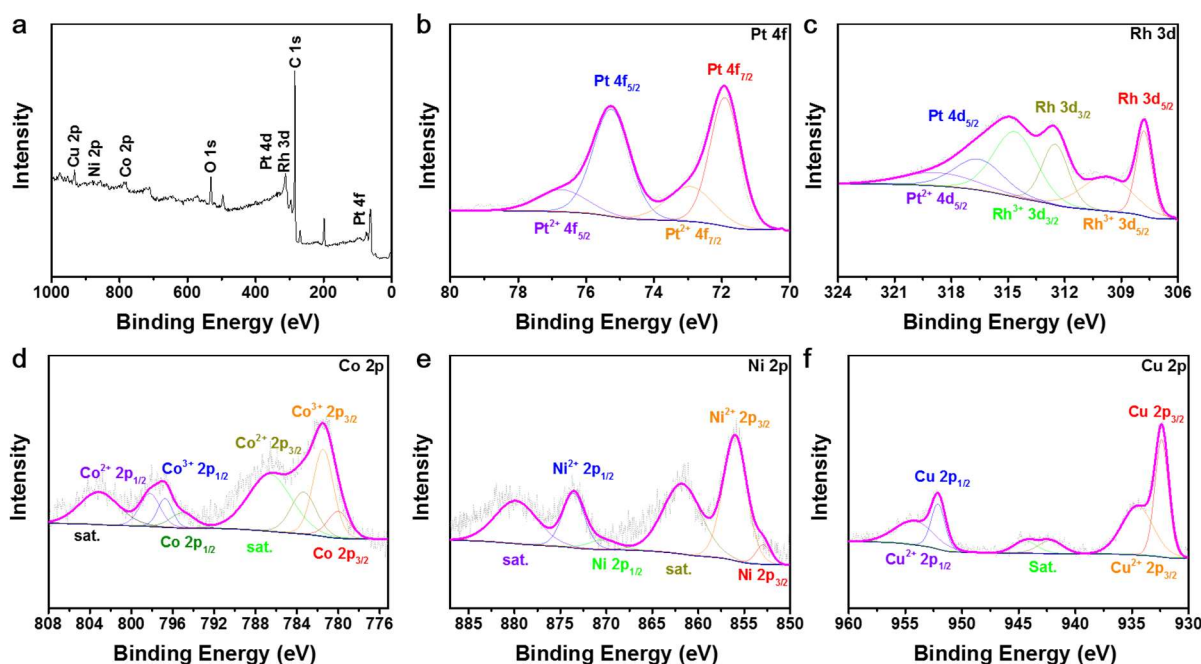 a
Intensity
Cu 2p
Ni 2p
Co 2p
O 1s
Pt 4d
Rh 3d
C 1s
Pt 4f
1000 800 600 400 200 0
Binding Energy (eV)
b
Pt 4f
Intensity
Pt 4f5/2
Pt 4f7/2
Pt2+ 4f5/2
Pt2+ 4f7/2
80 78 76 74 72 70
Binding Energy (eV)
c
Rh 3d
Intensity
Pt 4d5/2
Rh 3d3/2
Rh 3d5/2
Pt2+ 4d5/2
Rh3+ 3d3/2
Rh3+ 3d5/2
324 321 318 315 312 309 306
Binding Energy (eV)
d
Co 2p
Intensity
Co3+ 2p3/2
Co2+ 2p3/2
Co3+ 2p1/2
Co2+ 2p1/2
sat.
Co 2p1/2
sat.
Co 2p3/2
808 804 800 796 792 788 784 780 776
Binding Energy (eV)
e
Ni 2p
Intensity
Ni2+ 2p3/2
Ni2+ 2p1/2
sat.
Ni 2p1/2
sat.
Ni 2p3/2
885 880 875 870 865 860 855 850
Binding Energy (eV)
f
Cu 2p
Intensity
Cu 2p3/2
Cu 2p1/2
Cu2+ 2p1/2
Sat.
Cu2+ 2p3/2
960 955 950 945 940 935 930
Binding Energy (eV)